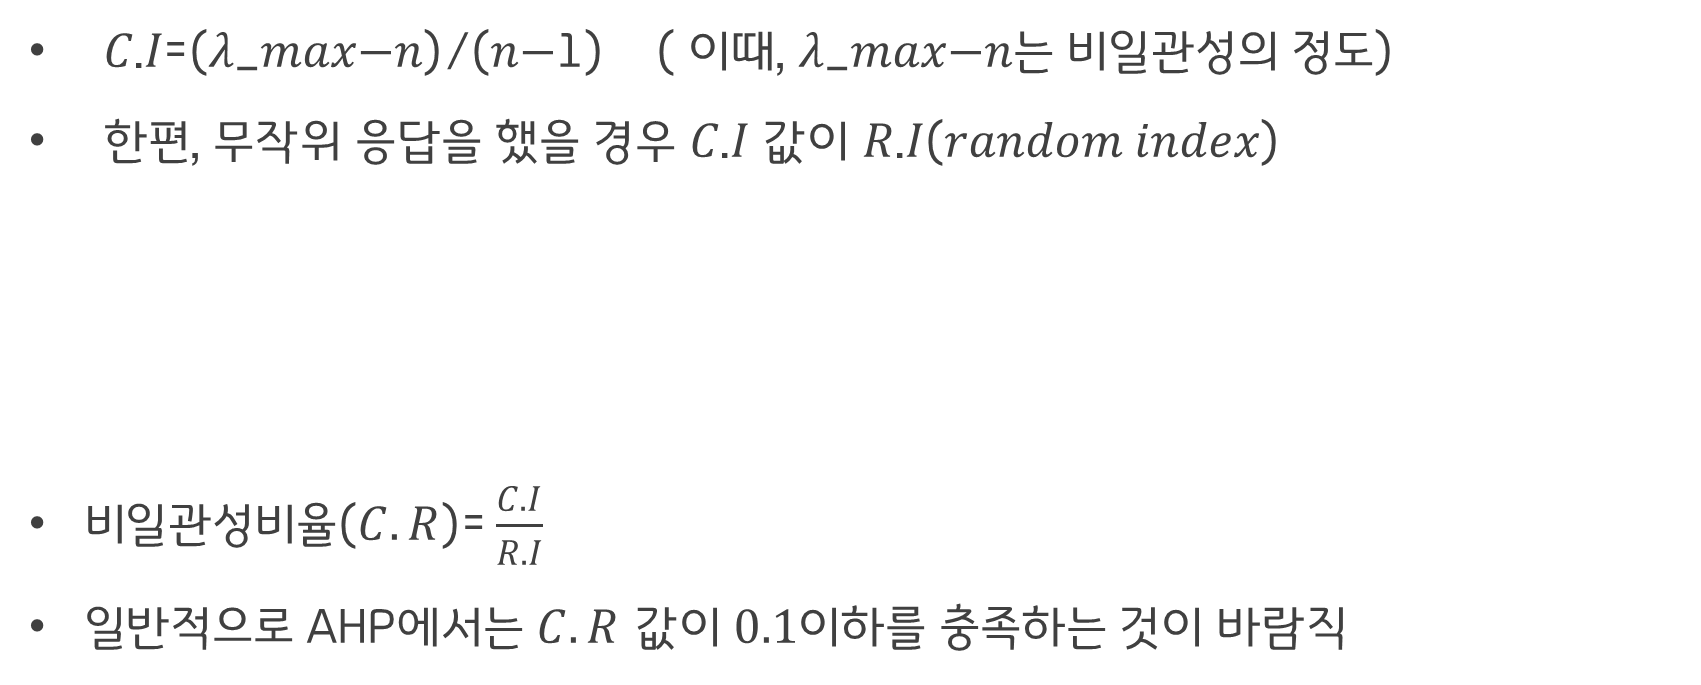 • C.I=(λ_max−n)/(n−1) ( 이때, λ_max−n는 비일관성의 정도)
• 한편, 무작위 응답을 했을 경우 C.I 값이 R.I(random index)
• 비일관성비율(C.R)=C.I/R.I
• 일반적으로 AHP에서는 C.R 값이 0.1이하를 충족하는 것이 바람직